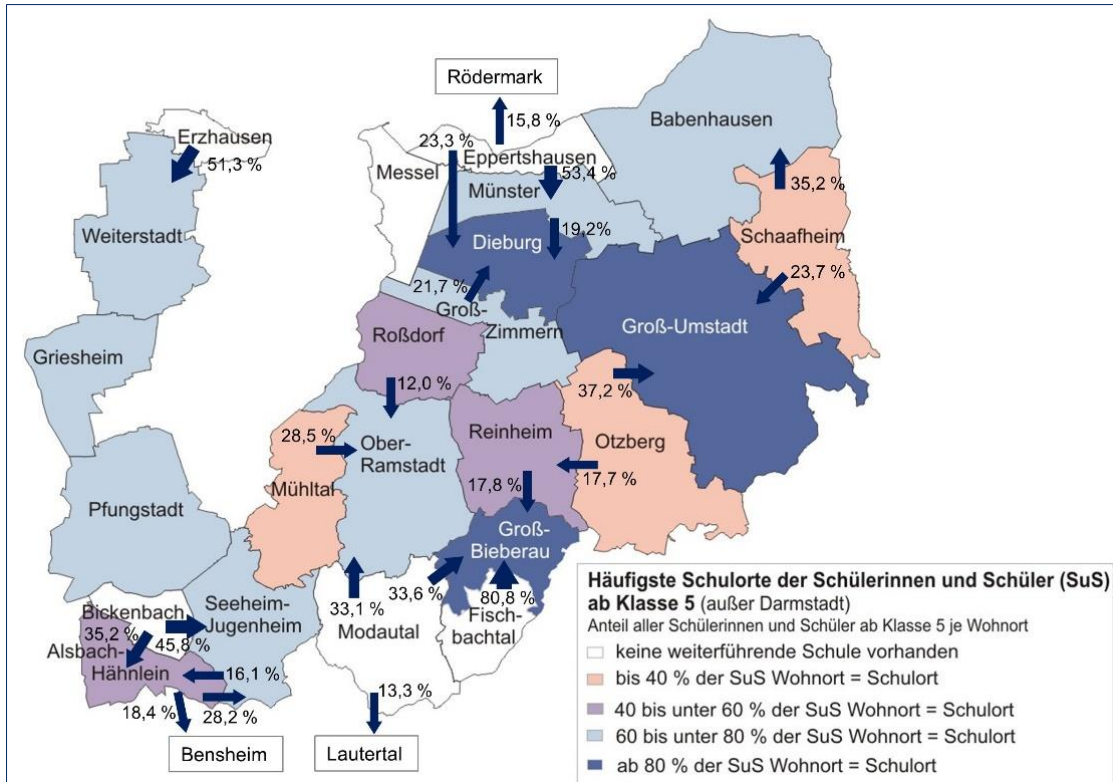 Rödermark
15,8 %
Erzhausen
51,3 %
23,3 %
Eppertshausen
Messel
53,4 %
Münster
Babenhausen
35,2 %
Weiterstadt
Dieburg
19,2%
Schaafheim
23,7 %
21,7 %
Groß-
Zimmern
Groß-Umstadt
Roßdorf
Griesheim
12,0 %
37,2 %
28,5 %
Ober-
Ramstadt
Reinheim
Otzberg
17,7 %
Mühltal
17,8 %
Pfungstadt
Groß-
Bieberau
33,1 %
33,6 %
80,8 %
Modautal
Fisch-
bachtal
Bickenbach
Seeheim-
Jugenheim
35,2 %
45,8 %
Alsbach-
Hähnlein
16,1 %
18,4 %
28,2 %
13,3 %
Bensheim
Lautertal
Häufigste Schulorte der Schülerinnen und Schüler (SuS)
ab Klasse 5 (außer Darmstadt)
Anteil aller Schülerinnen und Schüler ab Klasse 5 je Wohnort
keine weiterführende Schule vorhanden
bis 40 % der SuS Wohnort = Schulort
40 bis unter 60 % der SuS Wohnort = Schulort
60 bis unter 80 % der SuS Wohnort = Schulort
ab 80 % der SuS Wohnort = Schulort